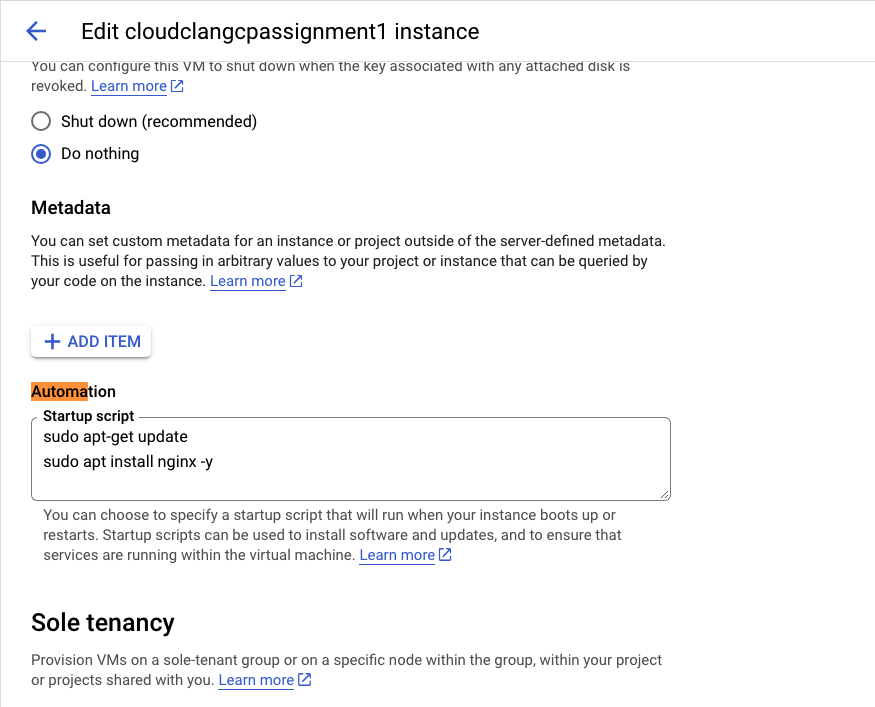 Edit cloudclangcpassignment1 instance
You can configure this VM to shut down when the key associated with any attached disk is
revoked. Learn more
Shut down (recommended)
Do nothing
Metadata
You can set custom metadata for an instance or project outside of the server-defined metadata.
This is useful for passing in arbitrary values to your project or instance that can be queried by
your code on the instance. Learn more
ADD ITEM
Automation
Startup script
sudo apt-get update
sudo apt install nginx -y
You can choose to specify a startup script that will run when your instance boots up or
restarts. Startup scripts can be used to install software and updates, and to ensure that
services are running within the virtual machine. Learn more
Sole tenancy
Provision VMs on a sole-tenant group or on a specific node within the group, within your project
or projects shared with you. Learn more